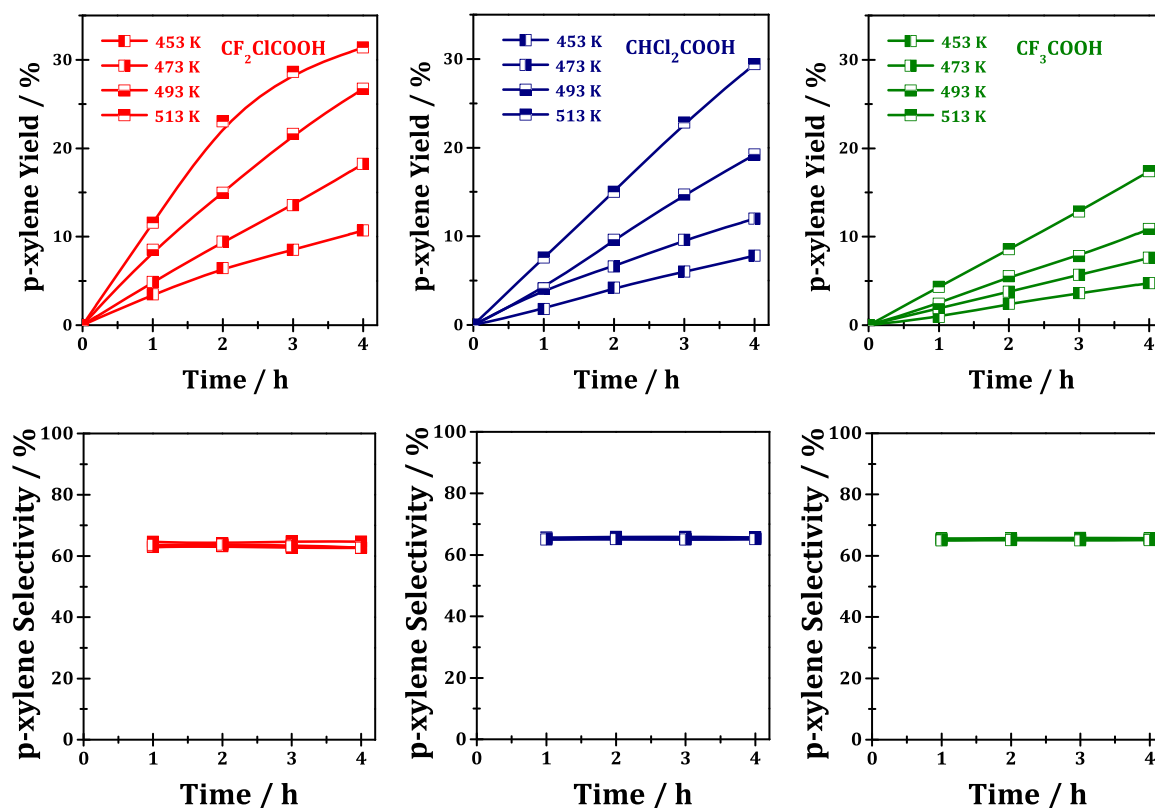 p-xylene Yield / %
30
20
10
0
453 K
473 K
493 K
513 K
CF2ClCOOH
0 1 2 3 4
Time / h
p-xylene Yield / %
30
20
10
0
453 K
473 K
493 K
513 K
CHCl2COOH
0 1 2 3 4
Time / h
p-xylene Yield / %
30
20
10
0
453 K
473 K
493 K
513 K
CF3COOH
0 1 2 3 4
Time / h
p-xylene Selectivity / %
100
80
60
40
20
0
0 1 2 3 4
Time / h
p-xylene Selectivity / %
100
80
60
40
20
0
0 1 2 3 4
Time / h
p-xylene Selectivity / %
100
80
60
40
20
0
0 1 2 3 4
Time / h